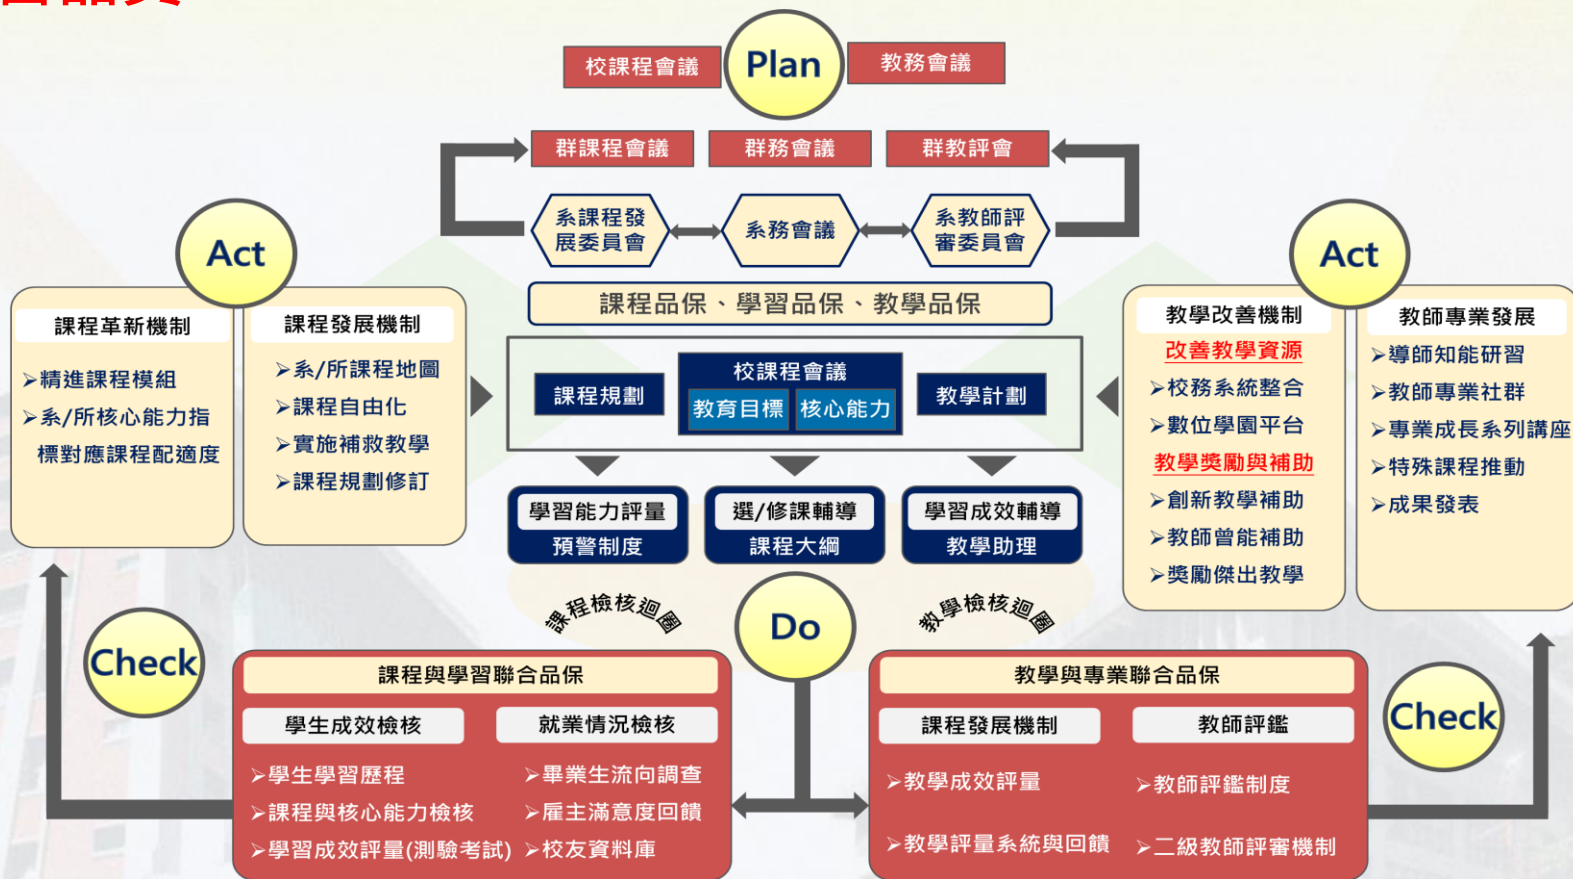 校課程會議
Plan
教務會議
群課程會議
群務會議
群教評會
系課程發
展委員會
系務會議
系教師評
審委員會
課程品保、學習品保、教學品保
Act
課程革新機制
➢精進課程模組
➢系/所核心能力指
標對應課程配適度
課程發展機制
➢系/所課程地圖
➢課程自由化
➢實施補救教學
➢課程規劃修訂
課程規劃
校課程會議
教育目標
核心能力
教學計劃
Act
教學改善機制
改善教學資源
➢校務系統整合
➢數位學園平台
教學獎勵與補助
➢創新教學補助
➢教師曾能補助
➢獎勵傑出教學
教師專業發展
➢導師知能研習
➢教師專業社群
➢專業成長系列講座
➢特殊課程推動
➢成果發表
學習能力評量
預警制度
選/修課輔導
課程大綱
學習成效輔導
教學助理
課程檢核迴圈
Do
教學檢核迴圈
Check
課程與學習聯合品保
學生成效檢核
➢學生學習歷程
➢課程與核心能力檢核
➢學習成效評量(測驗考試)
就業情況檢核
➢畢業生流向調查
➢雇主滿意度回饋
➢校友資料庫
教學與專業聯合品保
課程發展機制
➢教學成效評量
➢教學評量系統與回饋
教師評鑑
➢教師評鑑制度
➢二級教師評審機制
Check